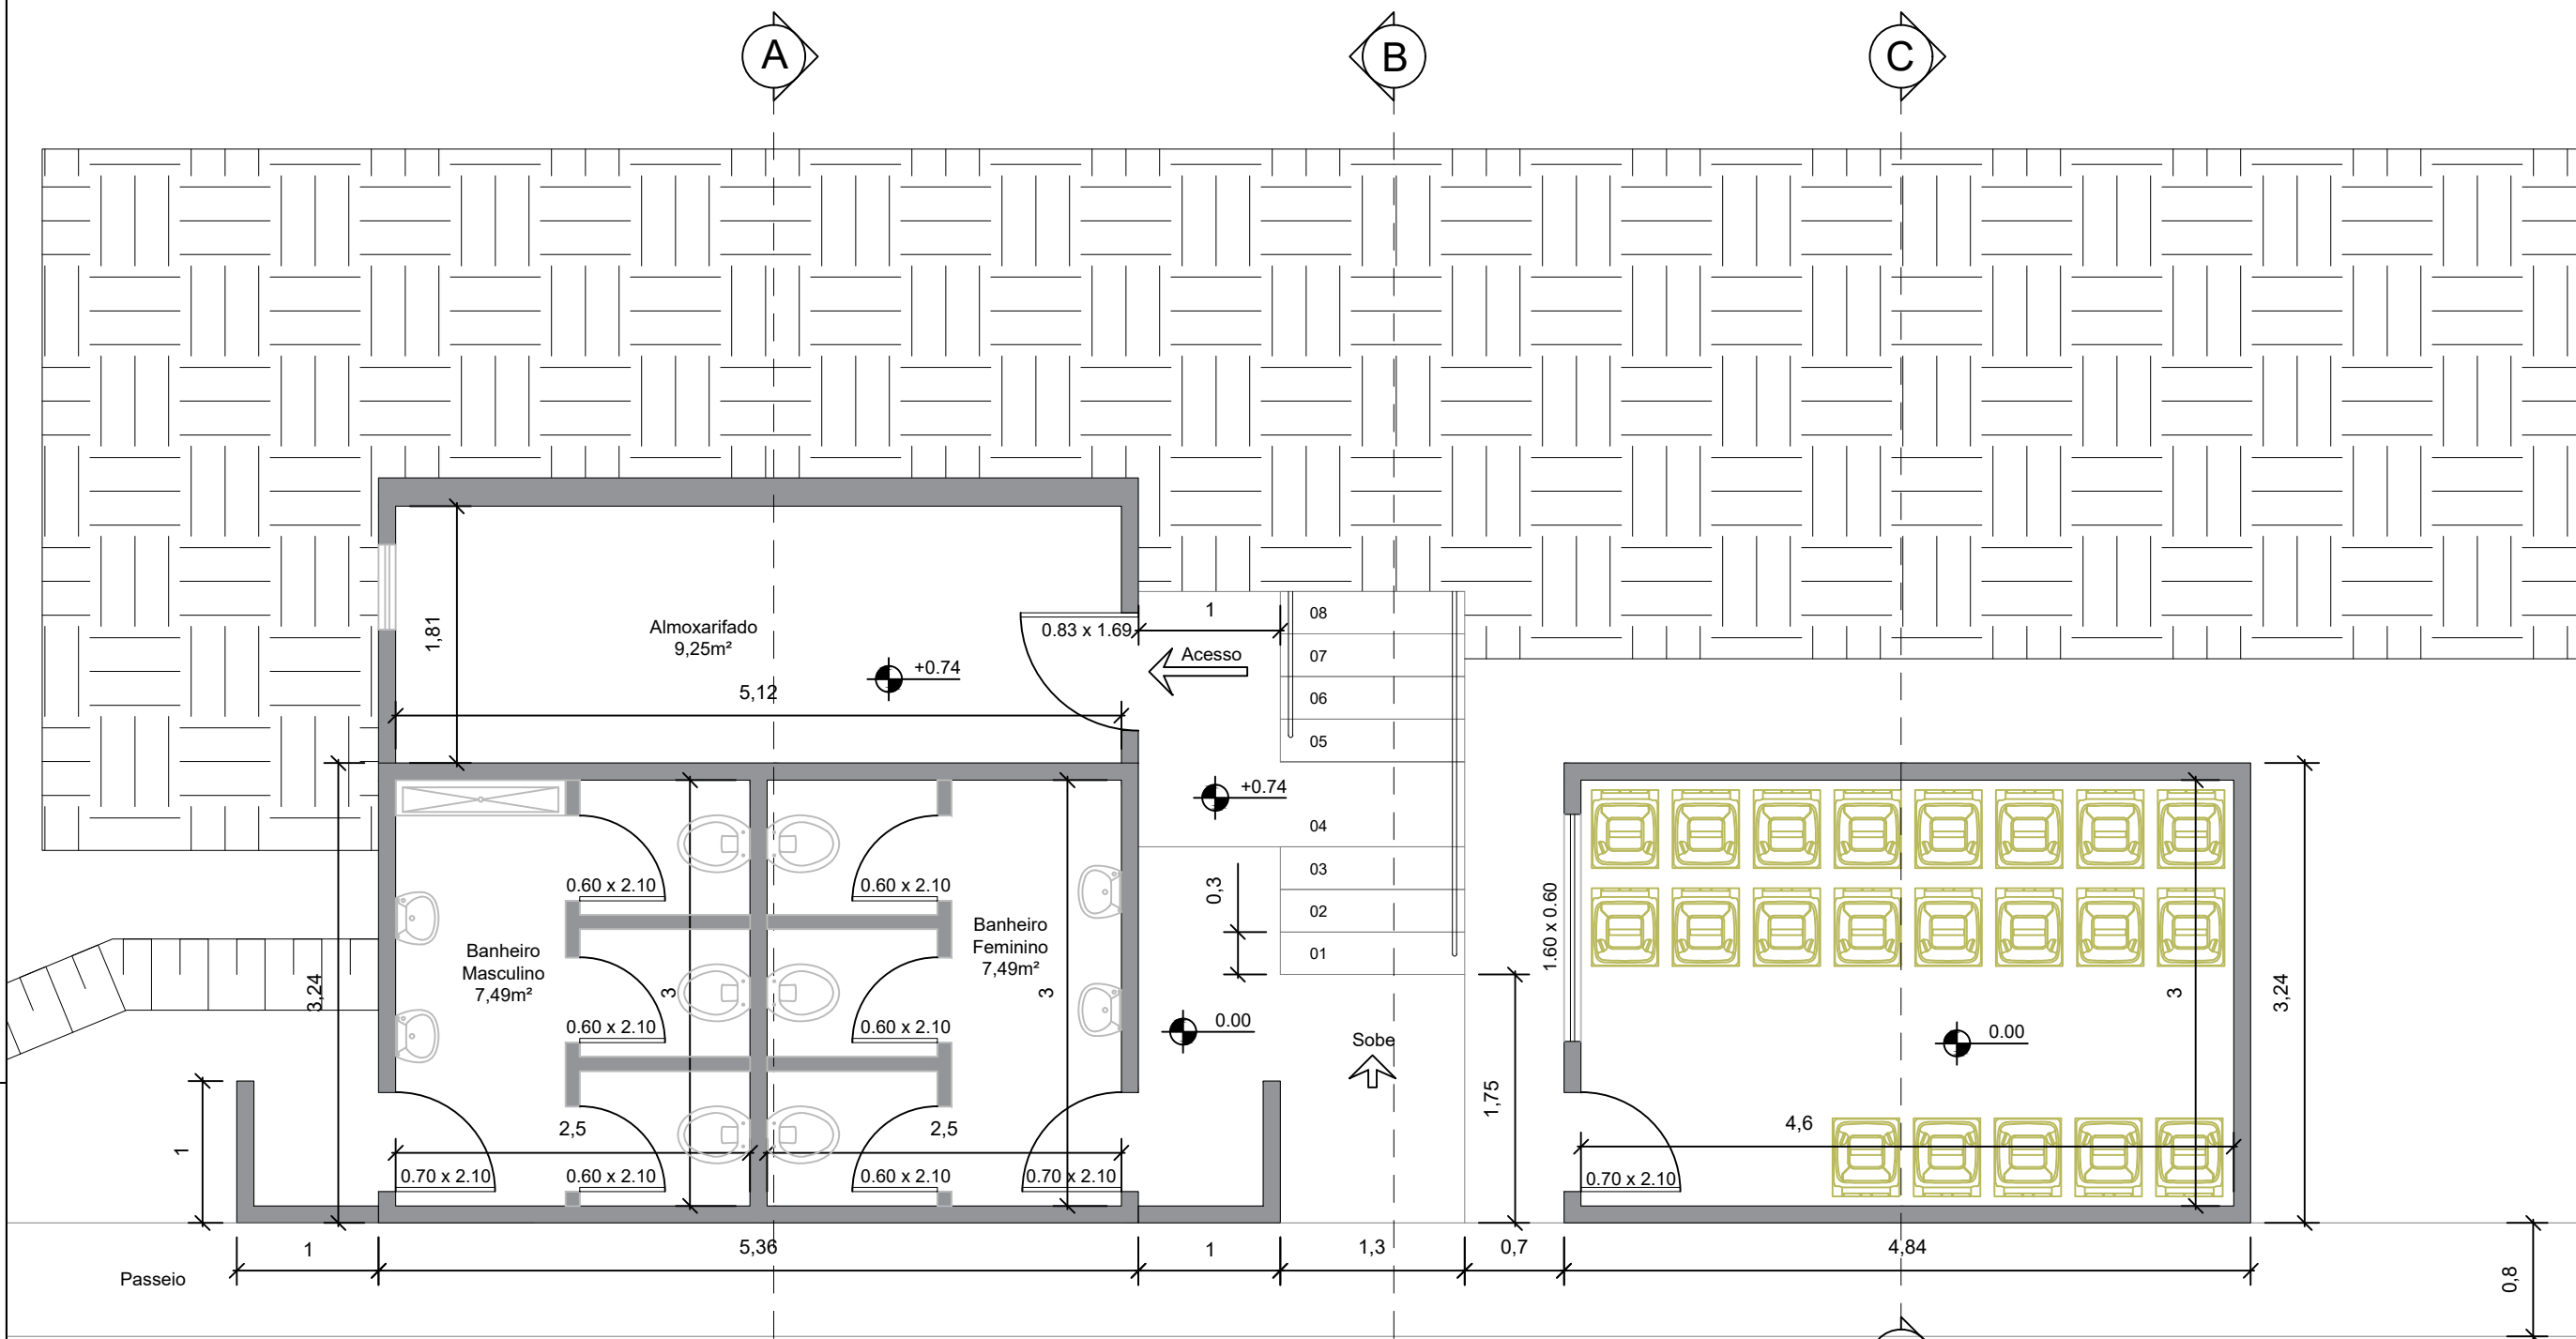 A
B
C
1,81
Almoxarifado
9,25m²
+0.74
5,12
0.83 x 1.69
1
Acesso
08
07
06
05
+0.74
04
03
02
01
0,3
0.60 x 2.10
0.60 x 2.10
Banheiro
Masculino
7,49m²
3
Banheiro
Feminino
7,49m²
3
3,24
0.60 x 2.10
0.60 x 2.10
0.00
Sobe
1,75
1.60 x 0.60
0.00
3
3,24
1
2,5
2,5
4,6
0.70 x 2.10
0.60 x 2.10
0.60 x 2.10
0.70 x 2.10
0.70 x 2.10
Passeio
1
5,36
1
1,3
0,7
4,84
0,8